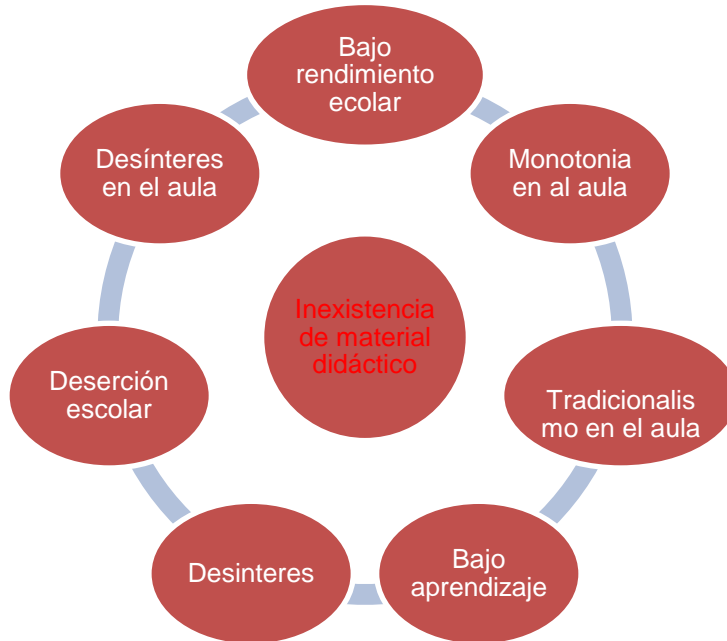 Bajo
rendimiento
ecolar
Monotonia
en al aula
Tradicionalis
mo en el aula
Bajo
aprendizaje
Desinteres
Deserción
escolar
Desínteres
en el aula
Inexistencia
de material
didáctico